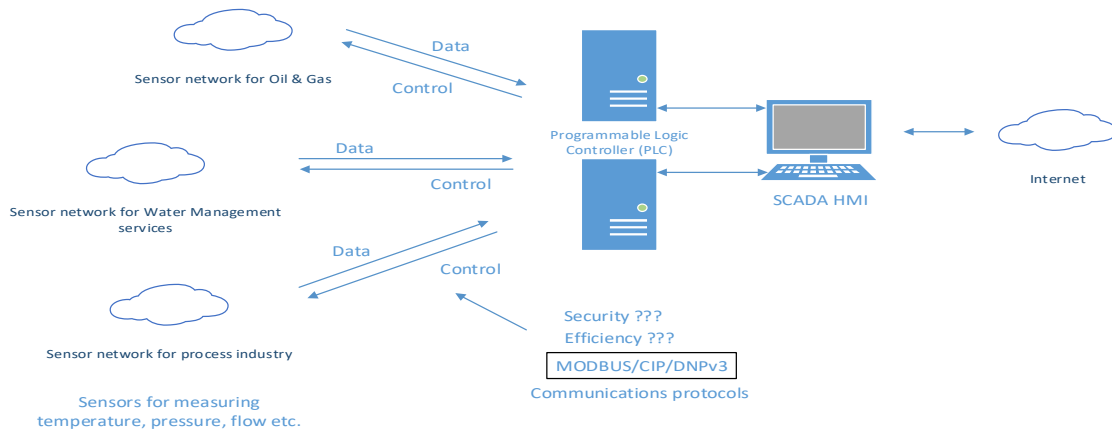 Data
Control
Sensor network for Oil & Gas
Programmable Logic
Controller (PLC)
Data
Control
Sensor network for Water Management
services
SCADA HMI
Internet
Data
Control
Sensor network for process industry
Security ???
Efficiency ???
MODBUS/CIP/DNPv3
Communications protocols
Sensors for measuring
temperature, pressure, flow etc.